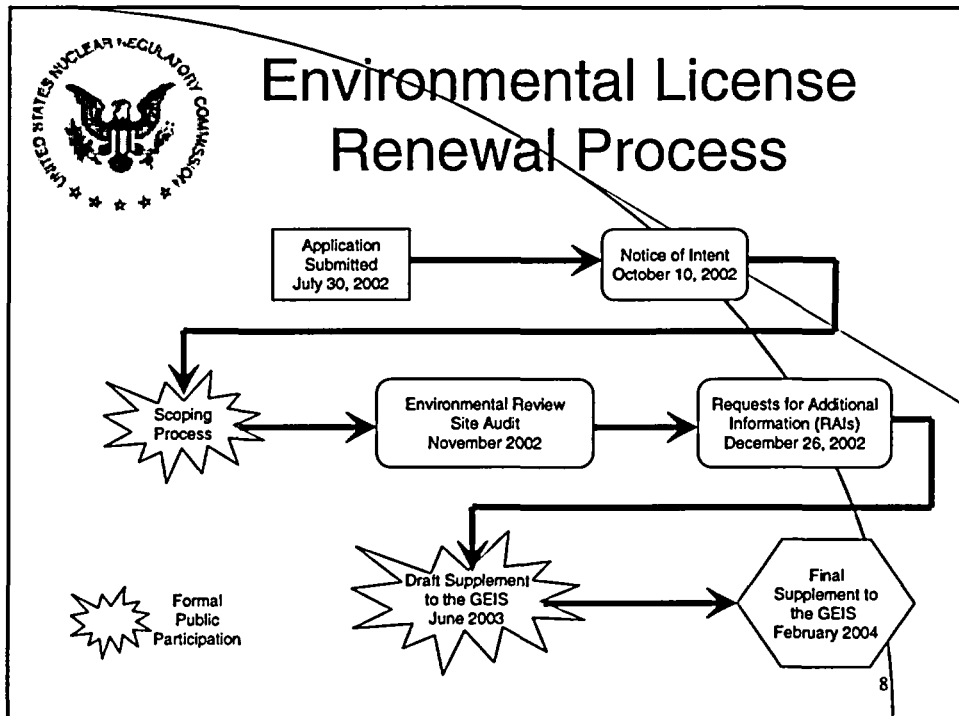 UNITED STATES NUCLEAR REGULATORY COMMISSION
Environmental License
Renewal Process
Application
Submitted
July 30, 2002
Notice of Intent
October 10, 2002
Scoping
Process
Environmental Review
Site Audit
November 2002
Requests for Additional
Information (RAIs)
December 26, 2002
Draft Supplement
to the GEIS
June 2003
Final
Supplement to
the GEIS
February 2004
Formal
Public
Participation
8